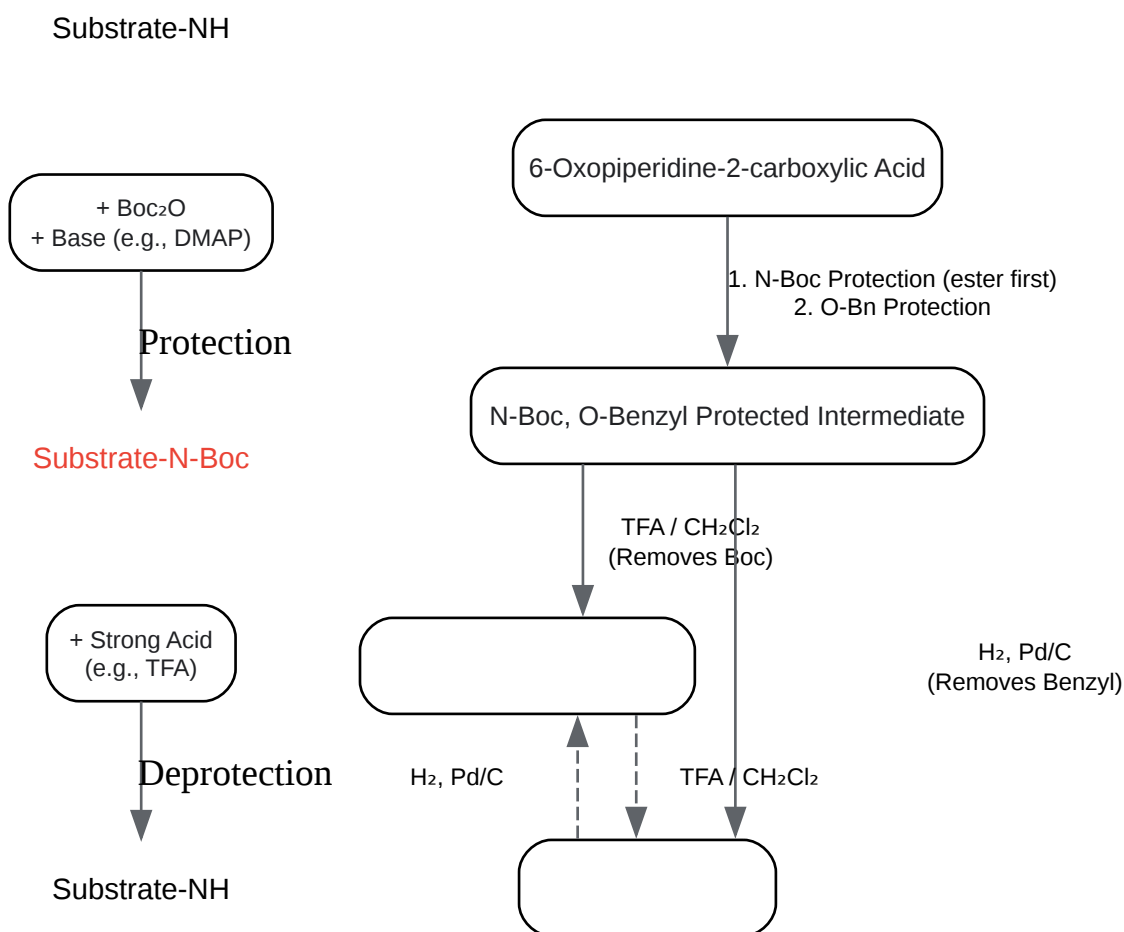 Substrate-NH
+ Boc₂O
+ Base (e.g., DMAP)
Protection
Substrate-N-Boc
+ Strong Acid
(e.g., TFA)
Deprotection
Substrate-NH
6-Oxopiperidine-2-carboxylic Acid
1. N-Boc Protection (ester first)
2. O-Bn Protection
N-Boc, O-Benzyl Protected Intermediate
TFA / CH₂Cl₂
(Removes Boc)
H₂, Pd/C
(Removes Benzyl)
H₂, Pd/C
TFA / CH₂Cl₂